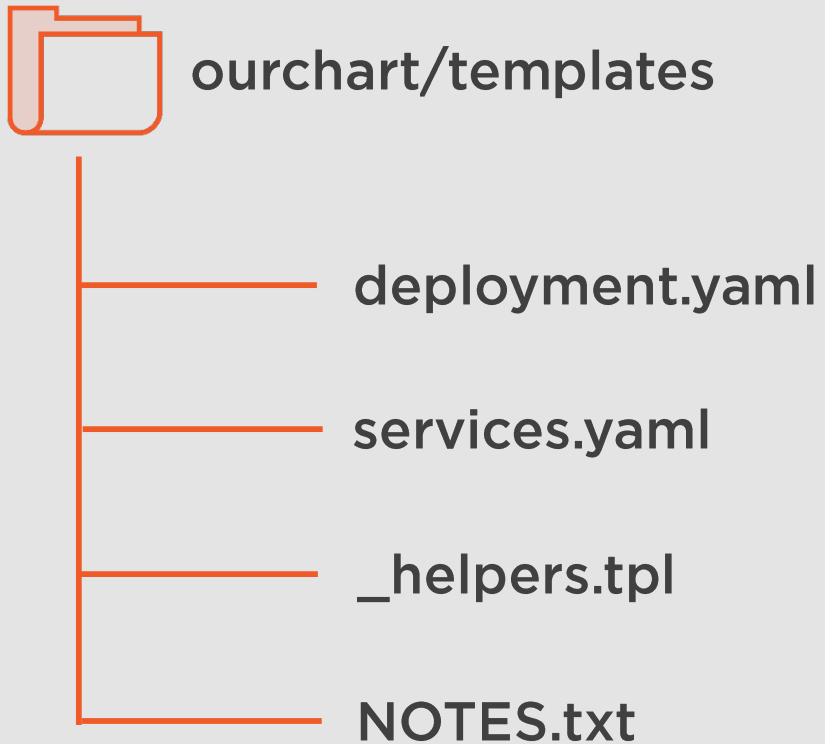 ourchart/templates
deployment.yaml
services.yaml
_helpers.tpl
NOTES.txt